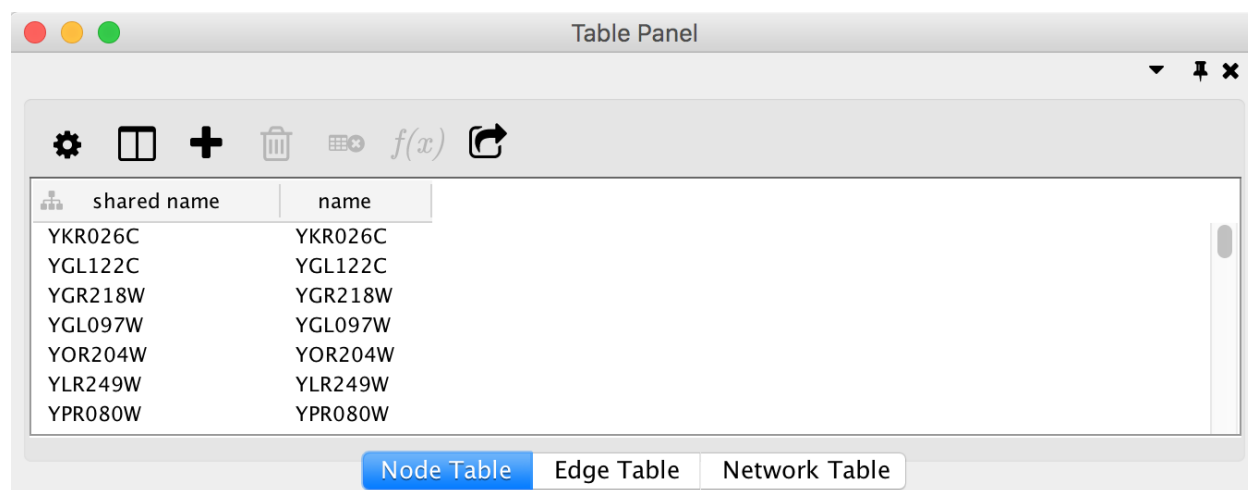 Table Panel
f(x)
shared name name
YKR026C YKR026C
YGL122C YGL122C
YGR218W YGR218W
YGL097W YGL097W
YOR204W YOR204W
YLR249W YLR249W
YPR080W YPR080W
Node Table Edge Table Network Table